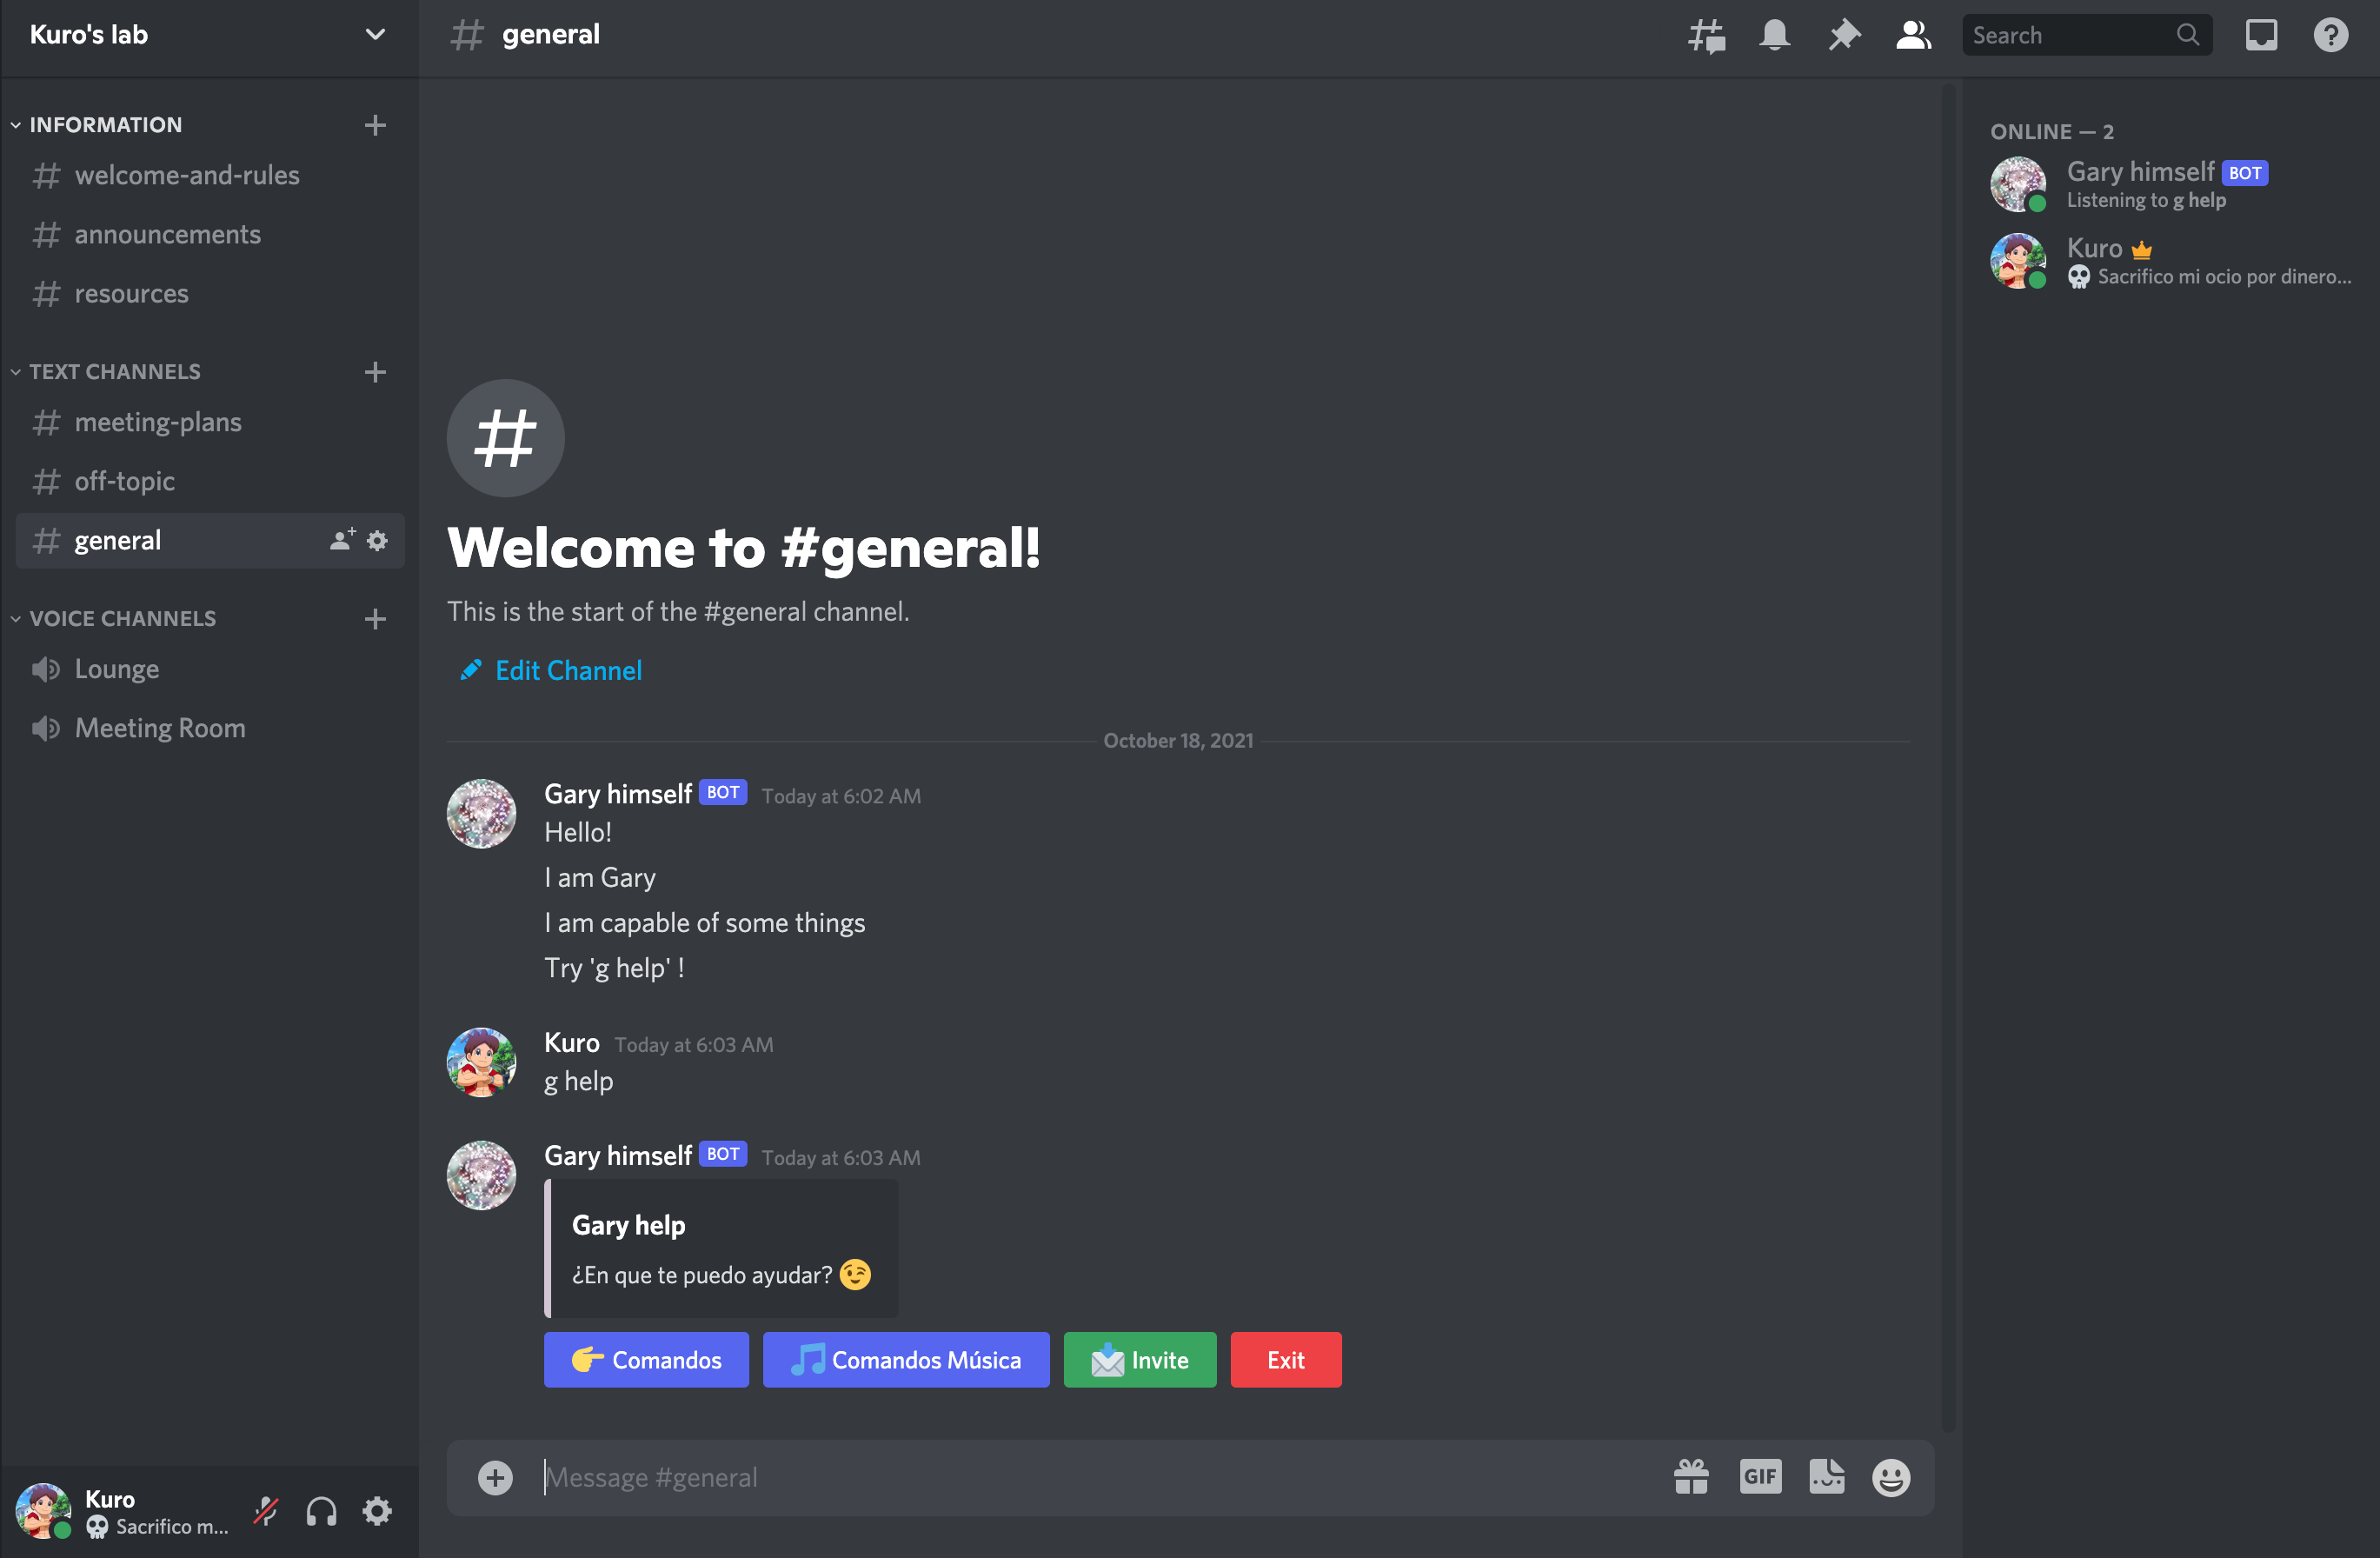 Kuro's lab
INFORMATION
welcome-and-rules
announcements
resources
TEXT CHANNELS
meeting-plans
off-topic
general
VOICE CHANNELS
Lounge
Meeting Room
Kuro
Sacrifico m...
general
Search
Welcome to #general!
This is the start of the #general channel.
Edit Channel
October 18, 2021
Gary himself BOT Today at 6:02 AM
Hello!
I am Gary
I am capable of some things
Try 'g help' !
Kuro Today at 6:03 AM
g help
Gary himself BOT Today at 6:03 AM
Gary help
¿En que te puedo ayudar? 😉
👉 Comandos 🎵 Comandos Música 📩 Invite Exit
Message #general
GIF
ONLINE — 2
Gary himself BOT
Listening to g help
Kuro
Sacrifico mi ocio por dinero...